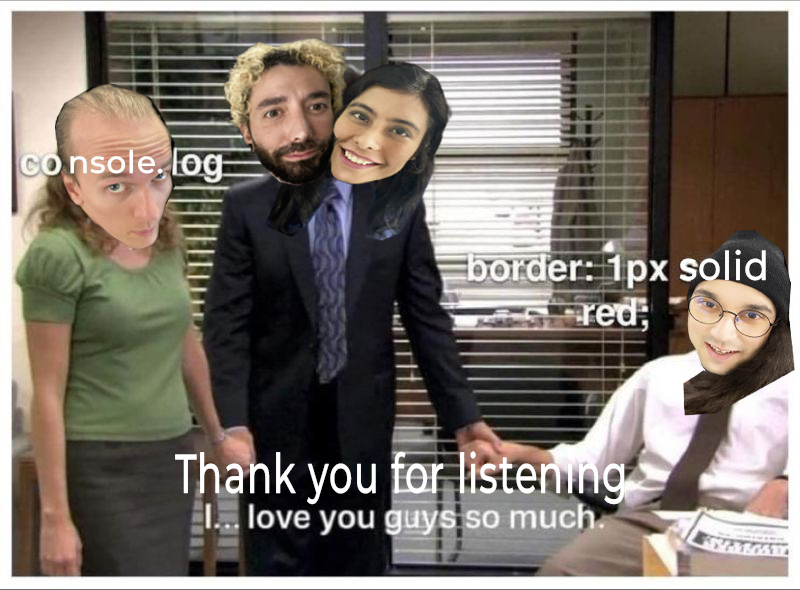 console.log
border: 1px solid
red;
Thank you for listening
I... love you guys so much.